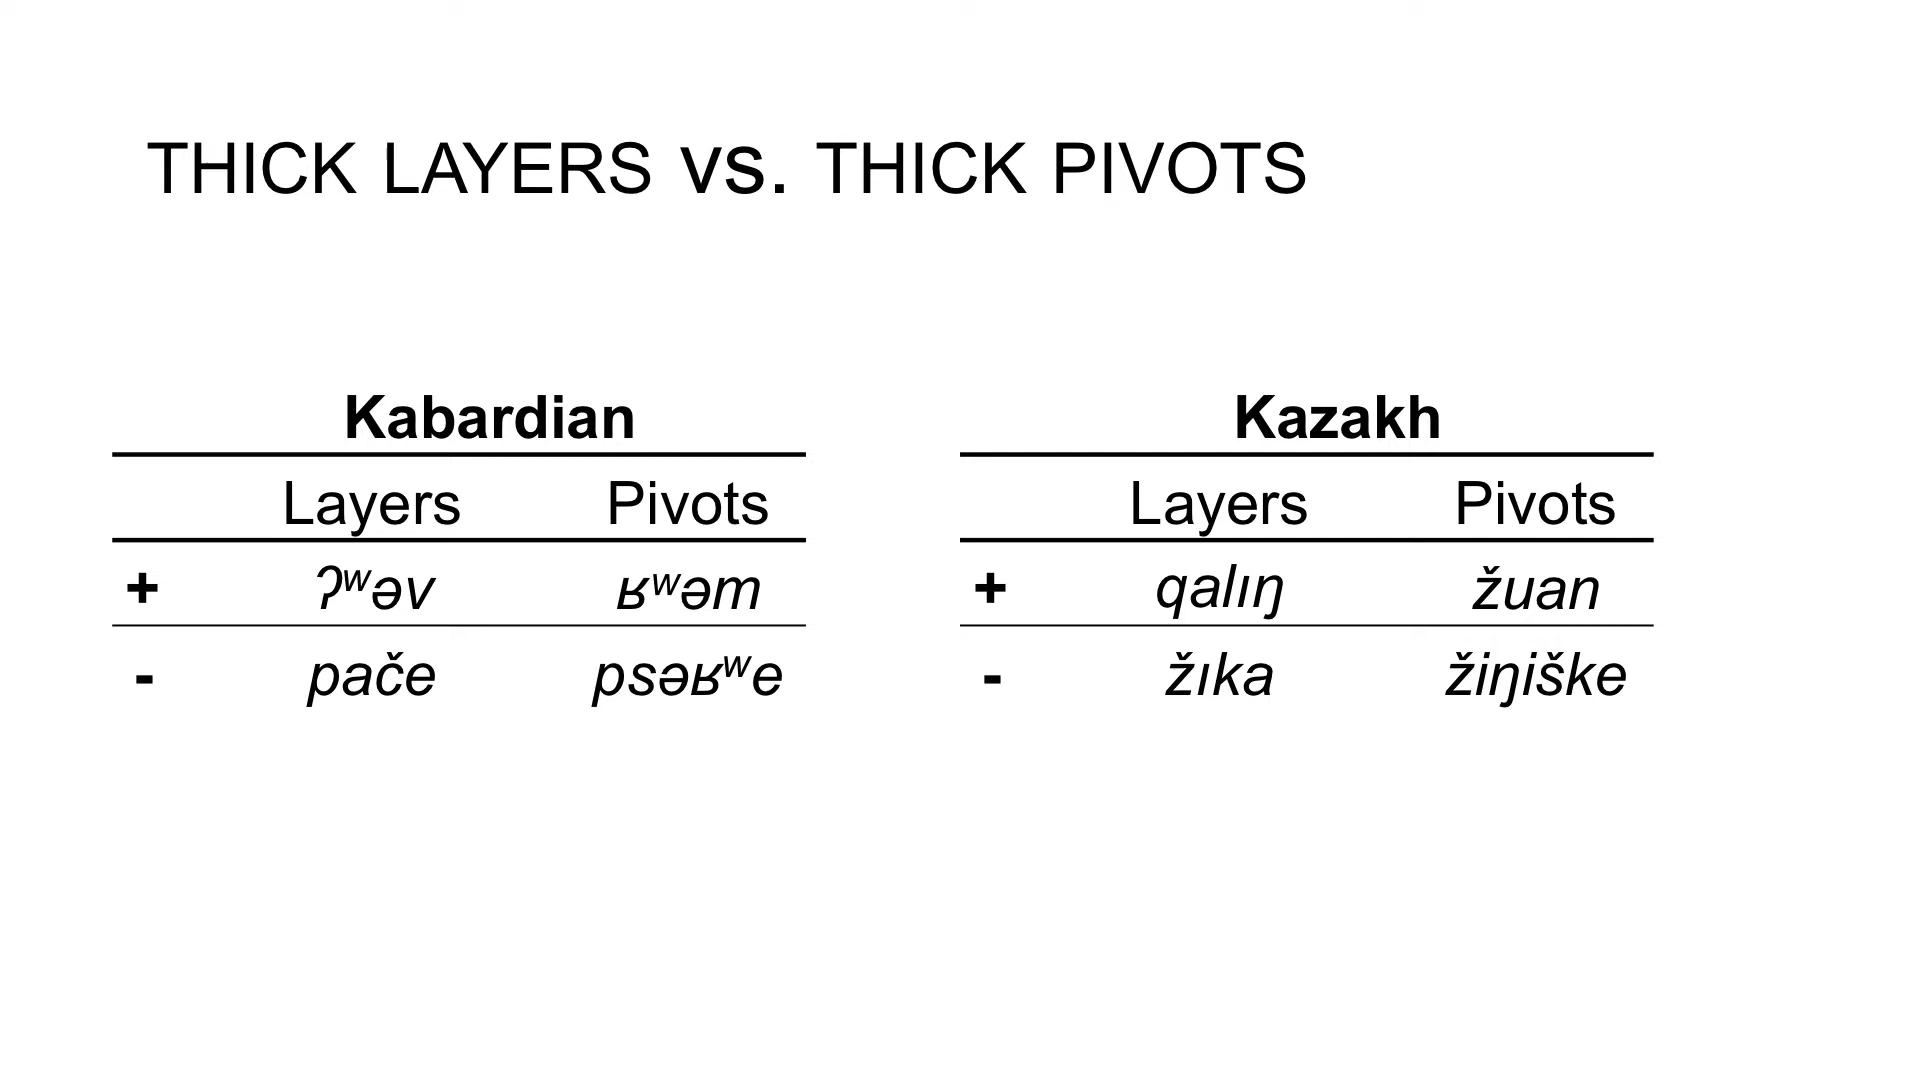 THICK LAYERS VS. THICK PIVOTS
Kabardian
Layers Pivots
+ ʔʷəv ʁʷəm
- pače psəʁʷe
Kazakh
Layers Pivots
+ qalıŋ žuan
- žıka žiŋiške